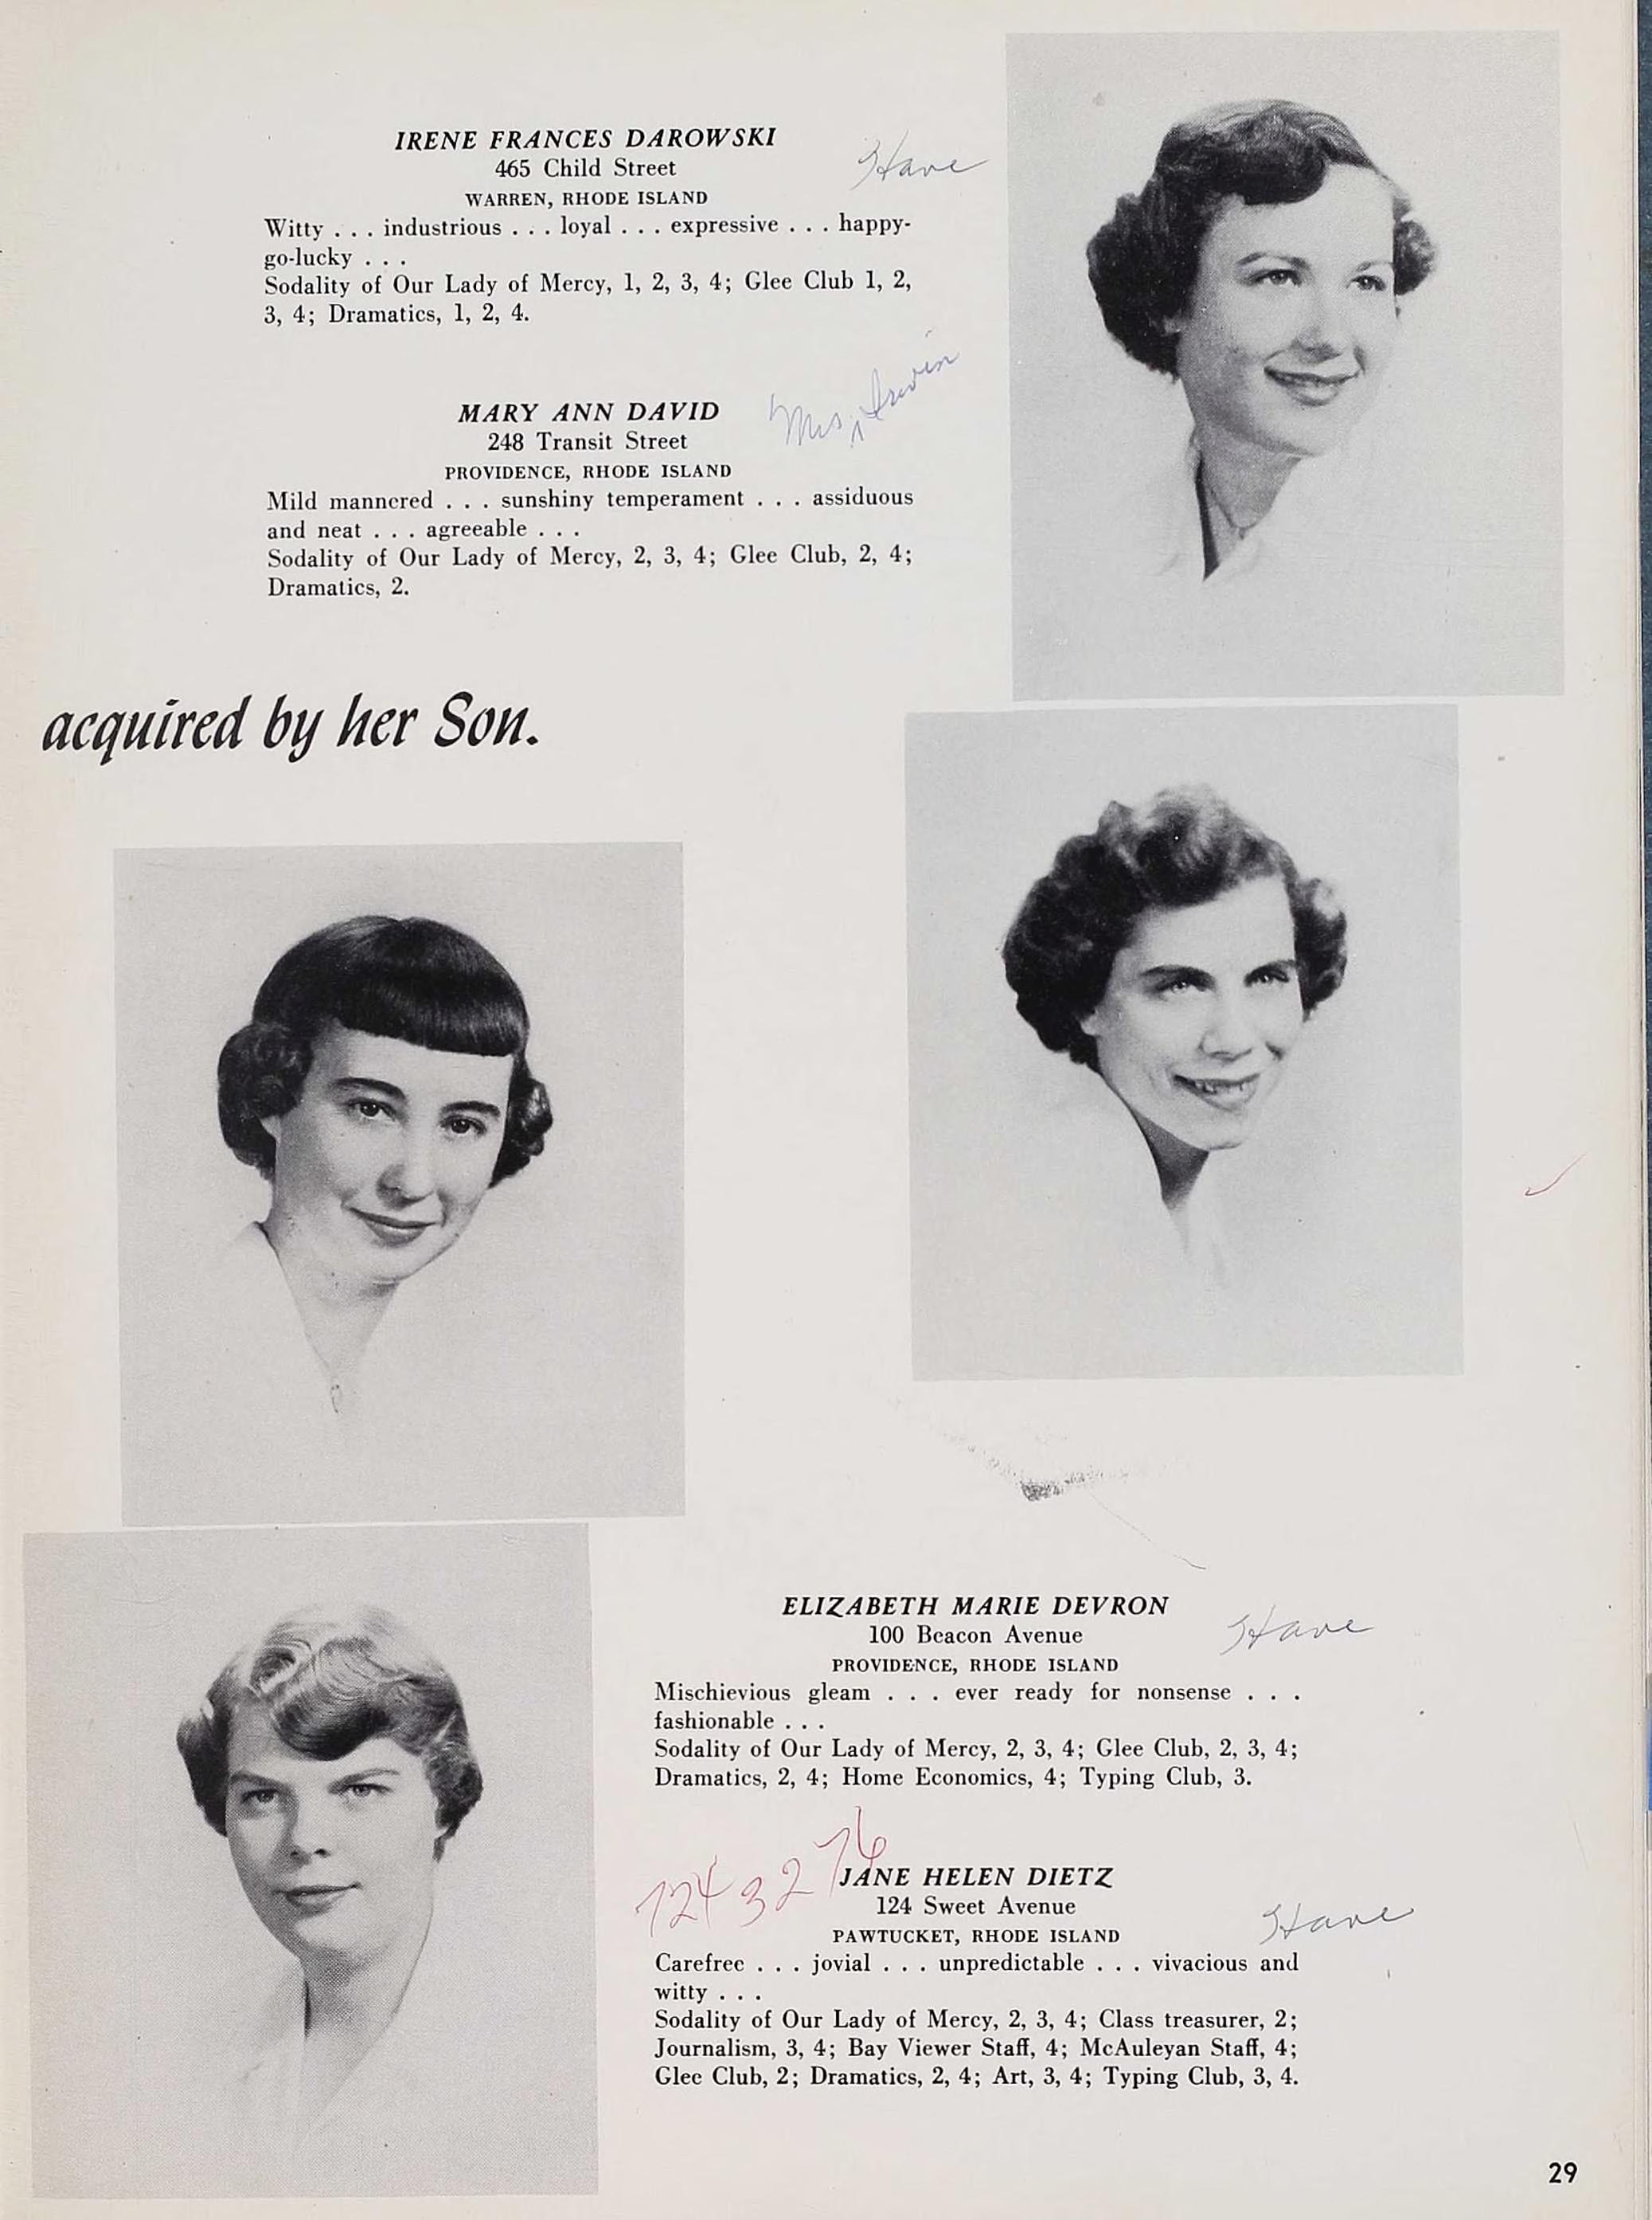 IRENE FRANCES DAROWSKI
465 Child Street
Have
WARREN, RHODE ISLAND
Witty . . . industrious . . . loyal . . . expressive . . . happy-
go-lucky . . .
Sodality of Our Lady of Mercy, 1, 2, 3, 4; Glee Club 1, 2,
3, 4; Dramatics, 1, 2, 4.
MARY ANN DAVID
Mrs. Irwin
248 Transit Street
PROVIDENCE, RHODE ISLAND
Mild mannered . . . sunshiny temperament . . . assiduous
and neat . . . agreeable . . .
Sodality of Our Lady of Mercy, 2, 3, 4; Glee Club, 2, 4;
Dramatics, 2.
acquired by her Son.
ELIZABETH MARIE DEVRON
100 Beacon Avenue
Have
PROVIDENCE, RHODE ISLAND
Mischievious gleam . . . ever ready for nonsense . . .
fashionable . . .
Sodality of Our Lady of Mercy, 2, 3, 4; Glee Club, 2, 3, 4;
Dramatics, 2, 4; Home Economics, 4; Typing Club, 3.
724 3276
JANE HELEN DIETZ
124 Sweet Avenue
Have
PAWTUCKET, RHODE ISLAND
Carefree . . . jovial . . . unpredictable . . . vivacious and
witty . . .
Sodality of Our Lady of Mercy, 2, 3, 4; Class treasurer, 2;
Journalism, 3, 4; Bay Viewer Staff, 4; McAuleyan Staff, 4;
Glee Club, 2; Dramatics, 2, 4; Art, 3, 4; Typing Club, 3, 4.
29